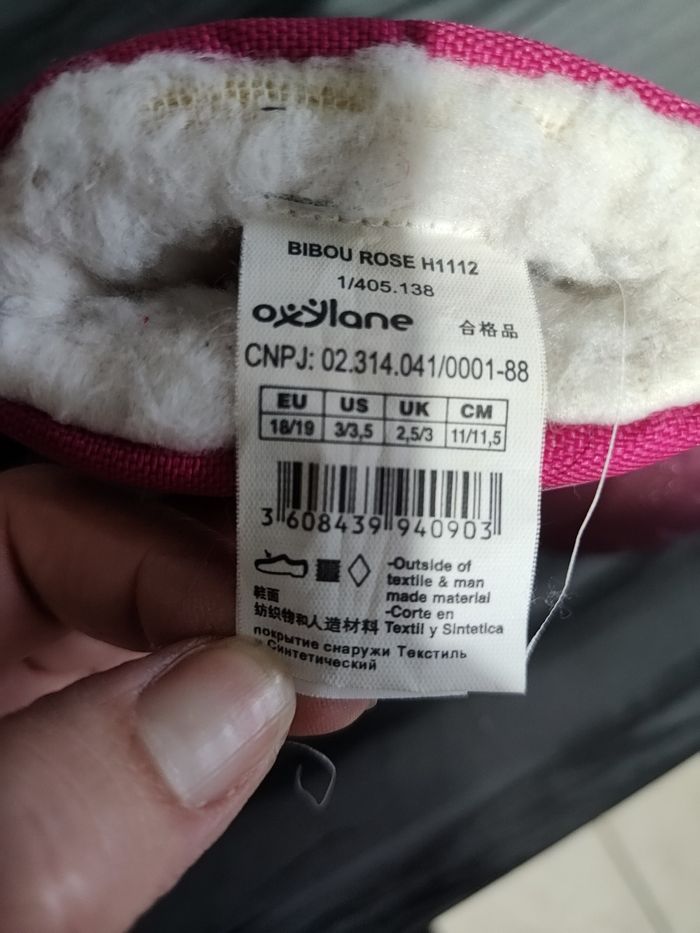 BIBOU ROSE H1112
1/405.138
oxylane 合格品
CNPJ: 02.314.041/0001-88
EU US UK CM
18/19 3/3,5 2,5/3 11/11,5
3 608439 940903
-Outside of
textile & man
made material
-Corte en
Textil y Sintetica
鞋面
纺织物和人造材料
покрытие снаружи Текстиль
и Синтетический